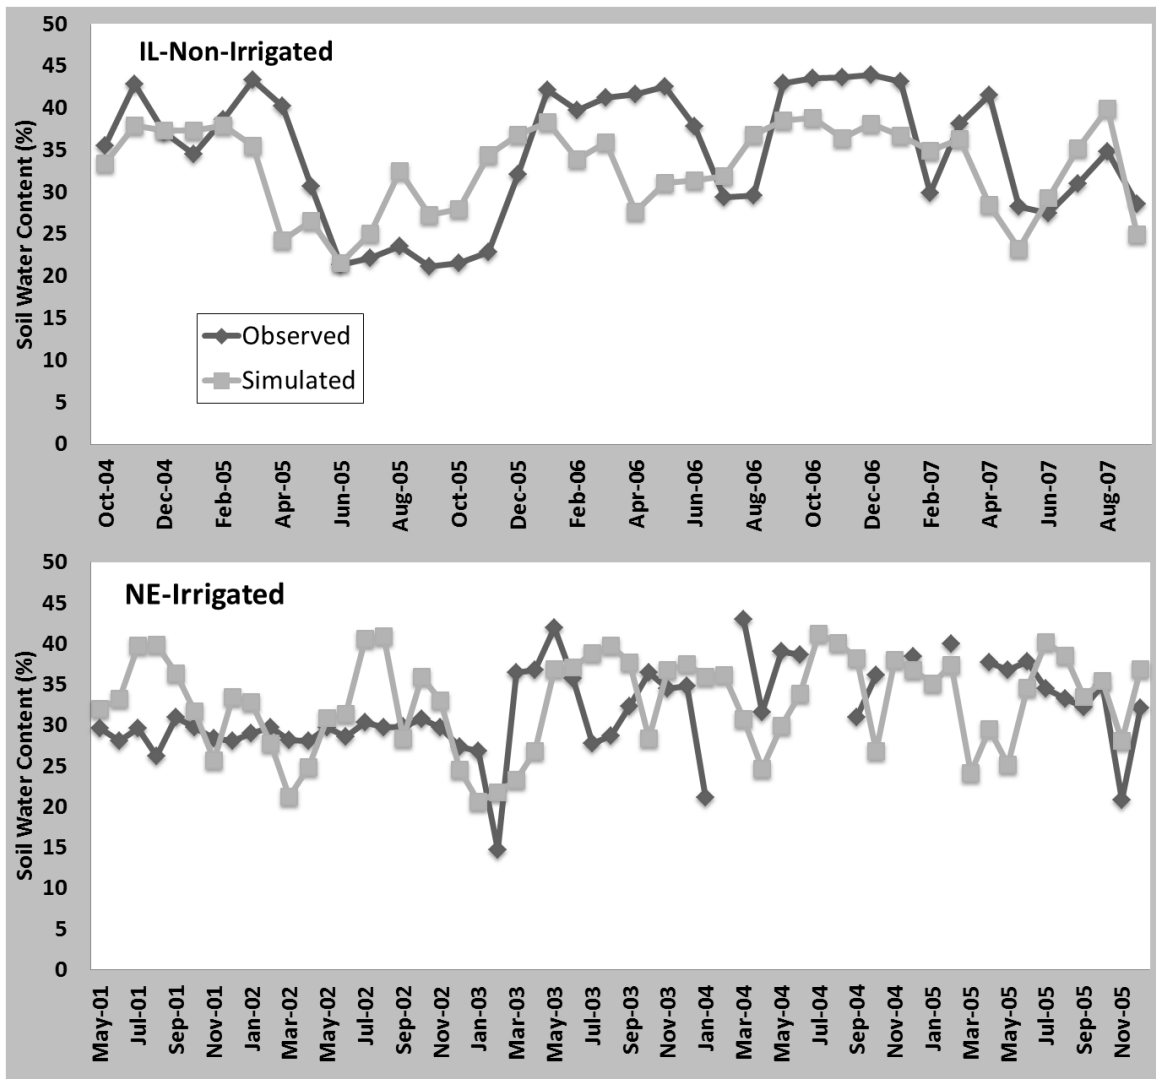 IL-Non-Irrigated
Soil Water Content (%)
50
45
40
35
30
25
20
15
10
5
0
Observed
Simulated
Oct-04
Dec-04
Feb-05
Apr-05
Jun-05
Aug-05
Oct-05
Dec-05
Feb-06
Apr-06
Jun-06
Aug-06
Oct-06
Dec-06
Feb-07
Apr-07
Jun-07
Aug-07
NE-Irrigated
Soil Water Content (%)
50
45
40
35
30
25
20
15
10
5
0
May-01
Jul-01
Sep-01
Nov-01
Jan-02
Mar-02
May-02
Jul-02
Sep-02
Nov-02
Jan-03
Mar-03
May-03
Jul-03
Sep-03
Nov-03
Jan-04
Mar-04
May-04
Jul-04
Sep-04
Nov-04
Jan-05
Mar-05
May-05
Jul-05
Sep-05
Nov-05